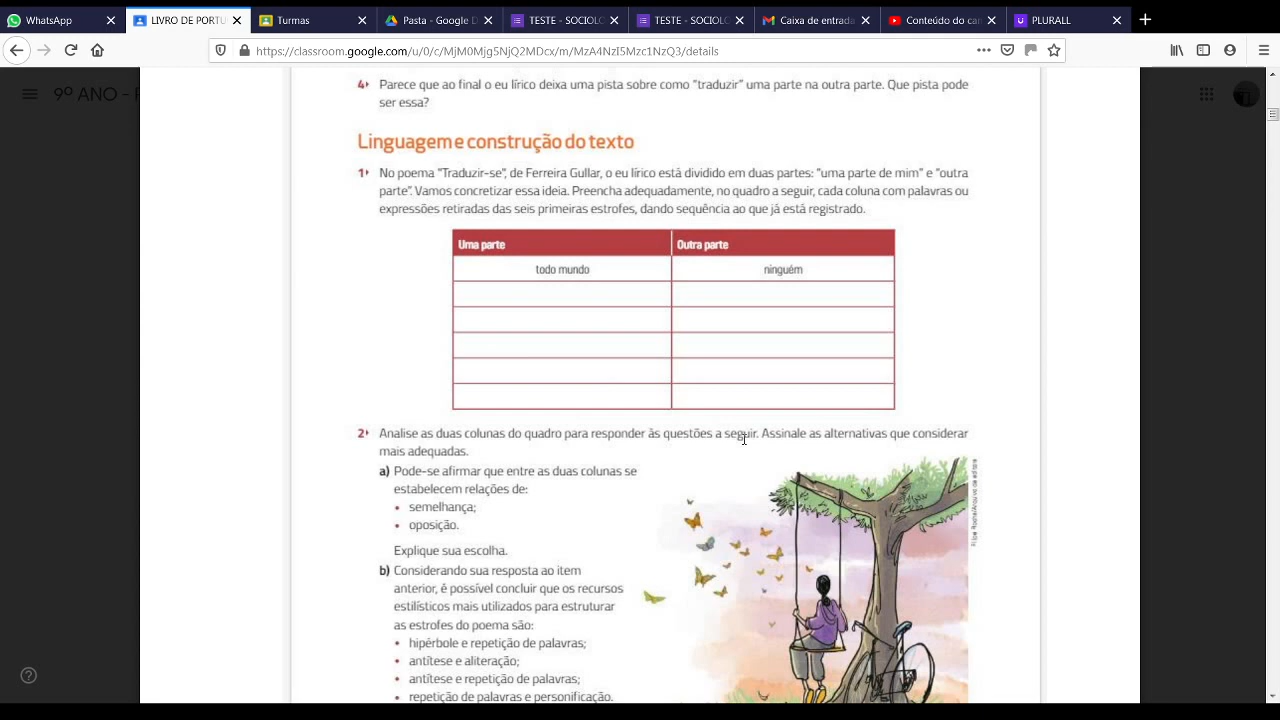 WhatsApp
LIVRO DE PORTU
Turmas
Pasta - Google D
TESTE - SOCIOLO
TESTE - SOCIOLO
Caixa de entrada
Conteúdo do car
PLURALL
https://classroom.google.com/u/0/c/MjM0Mjg5NjQ2MDcx/m/MzA4NzI5Mzc1NzQ3/details
9º ANO - P
4 Parece que ao final o eu lírico deixa uma pista sobre como "traduzir" uma parte na outra parte. Que pista pode
ser essa?
Linguagem e construção do texto
1 No poema "Traduzir-se", de Ferreira Gullar, o eu lírico está dividido em duas partes: "uma parte de mim" e "outra
parte". Vamos concretizar essa ideia. Preencha adequadamente, no quadro a seguir, cada coluna com palavras ou
expressões retiradas das seis primeiras estrofes, dando sequência ao que já está registrado.
Uma parte Outra parte
todo mundo ninguém
2 Analise as duas colunas do quadro para responder às questões a seguir. Assinale as alternativas que considerar
mais adequadas.
a) Pode-se afirmar que entre as duas colunas se
estabelecem relações de:
• semelhança;
• oposição.
Explique sua escolha.
b) Considerando sua resposta ao item
anterior, é possível concluir que os recursos
estilísticos mais utilizados para estruturar
as estrofes do poema são:
• hipérbole e repetição de palavras;
• antítese e aliteração;
• antítese e repetição de palavras;
• repetição de palavras e personificação.